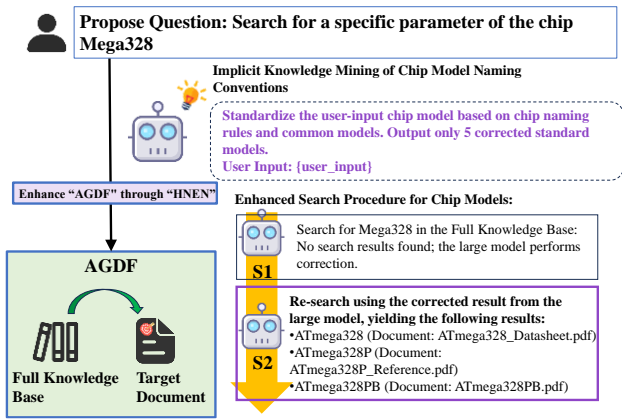 Propose Question: Search for a specific parameter of the chip
Mega328
Implicit Knowledge Mining of Chip Model Naming
Conventions
Standardize the user-input chip model based on chip naming
rules and common models. Output only 5 corrected standard
models.
User Input: {user_input}
Enhance “AGDF" through “HNEN”
Enhanced Search Procedure for Chip Models:
Search for Mega328 in the Full Knowledge Base:
No search results found; the large model performs
correction.
S1
AGDF
Full Knowledge
Base
Target
Document
Re-search using the corrected result from the
large model, yielding the following results:
•ATmega328 (Document: ATmega328_Datasheet.pdf)
•ATmega328P (Document:
ATmega328P_Reference.pdf)
•ATmega328PB (Document: ATmega328PB.pdf)
S2